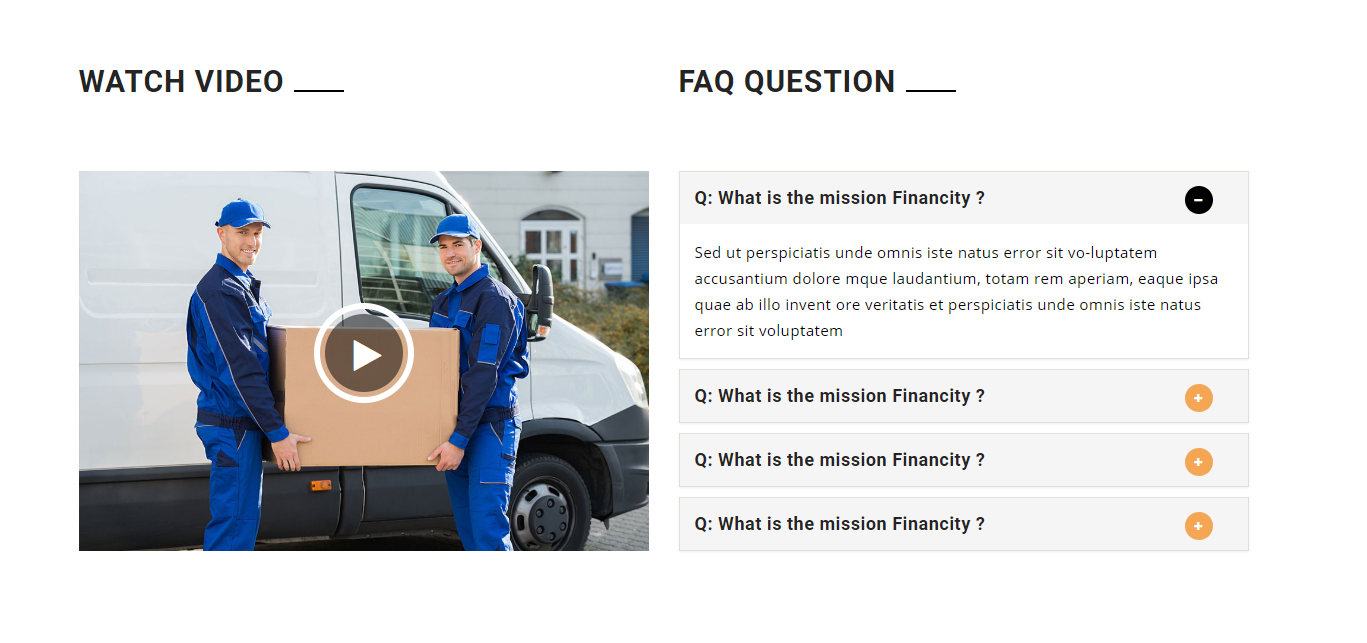 WATCH VIDEO
FAQ QUESTION
Q: What is the mission Financity ?
Sed ut perspiciatis unde omnis iste natus error sit vo-luptatem
accusantium dolore mque laudantium, totam rem aperiam, eaque ipsa
quae ab illo invent ore veritatis et perspiciatis unde omnis iste natus
error sit voluptatem
Q: What is the mission Financity ?
Q: What is the mission Financity ?
Q: What is the mission Financity ?